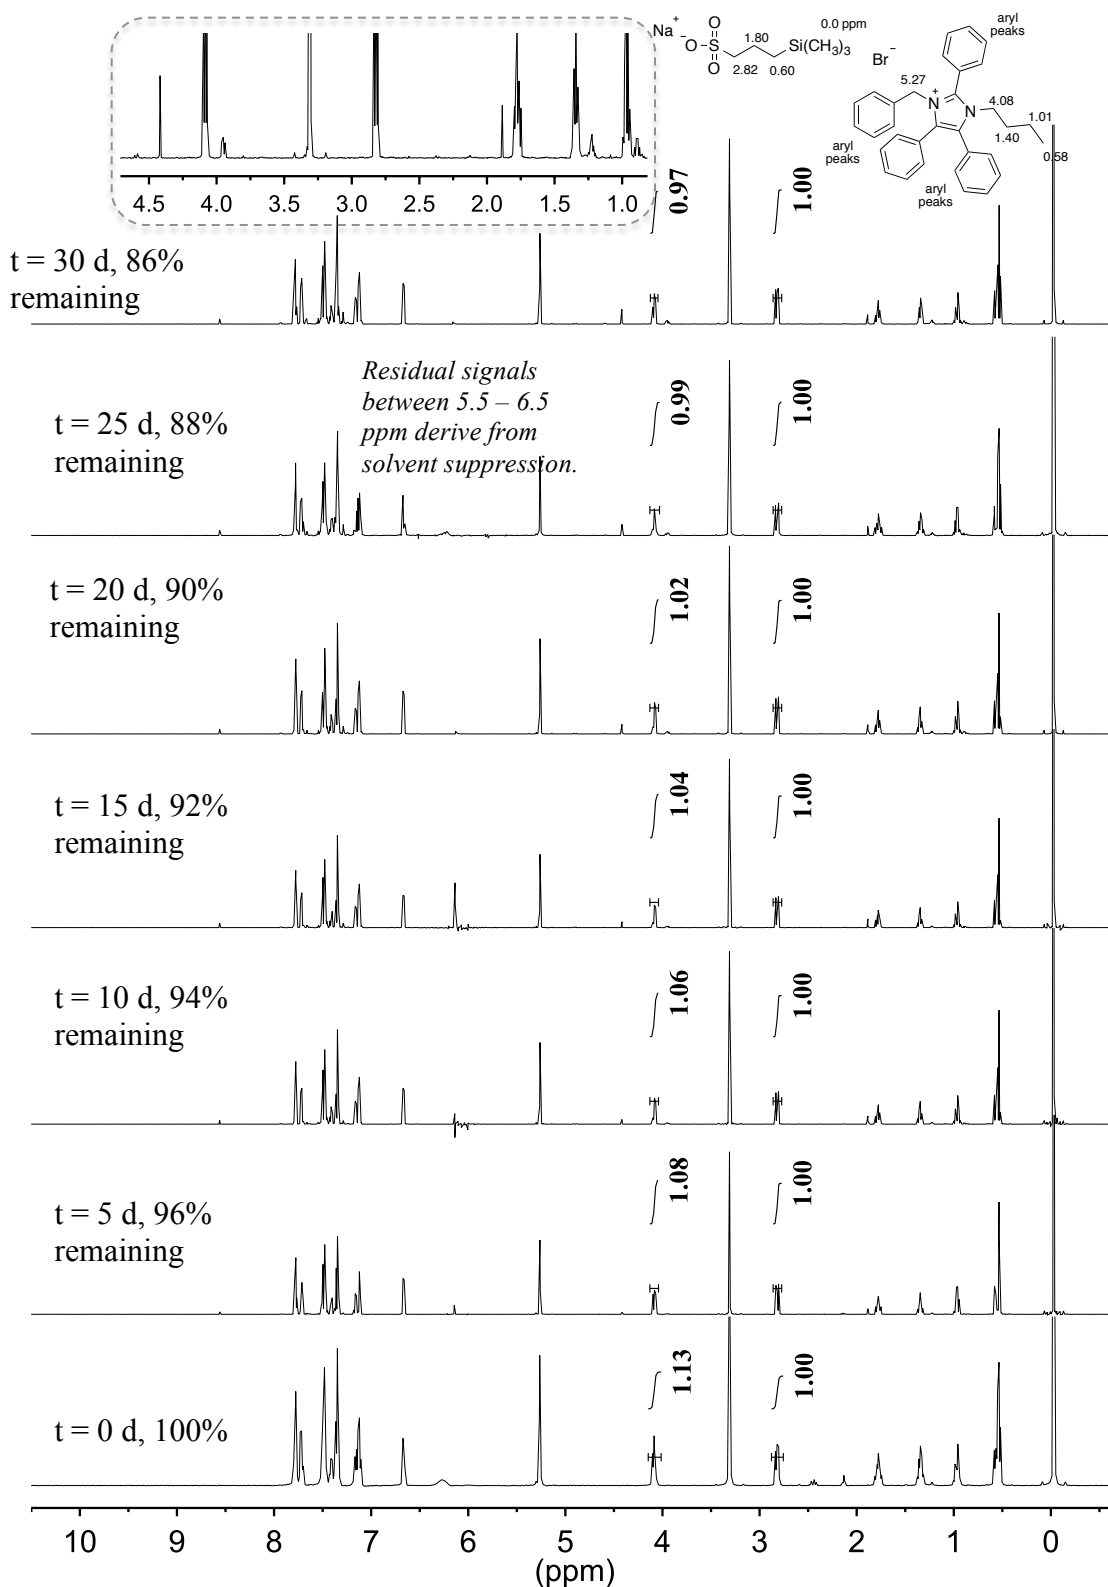 Na+
-O
S
O
O
1.80
2.82
0.60
0.0 ppm
Si(CH3)3
Br−
aryl
peaks
5.27
+
N
N
4.08
1.01
1.40
0.58
aryl
peaks
aryl
peaks
4.5 4.0 3.5 3.0 2.5 2.0 1.5 1.0
t = 30 d, 86%
remaining
0.97
1.00
Residual signals
between 5.5 – 6.5
ppm derive from
solvent suppression.
t = 25 d, 88%
remaining
0.99
1.00
t = 20 d, 90%
remaining
1.02
1.00
t = 15 d, 92%
remaining
1.04
1.00
t = 10 d, 94%
remaining
1.06
1.00
t = 5 d, 96%
remaining
1.08
1.00
t = 0 d, 100%
1.13
1.00
10 9 8 7 6 5 4 3 2 1 0
(ppm)